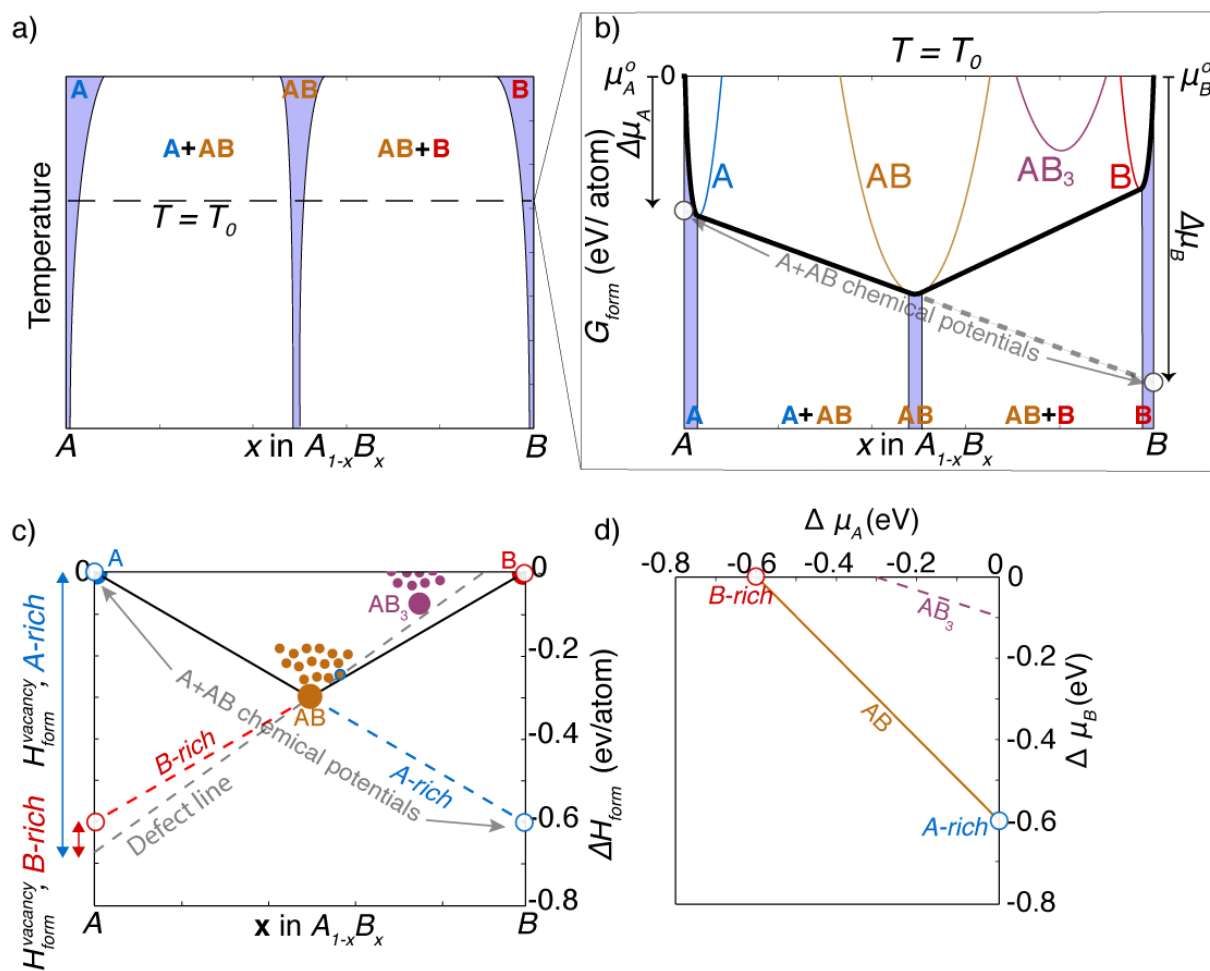 a)
A
AB
B
A+AB
AB+B
T = T0
Temperature
A
x in A1-xBx
B
b)
T = T0
μA° 0
μB°
ΔμA
ΔμB
Gform (eV/ atom)
A
AB
AB3
B
A+AB chemical potentials
A
A+AB
AB
AB+B
B
A
x in A1-xBx
B
c)
0
A
B
0
AB3
AB
A+AB chemical potentials
B-rich
A-rich
Defect line
Hvacancyform, A-rich
Hvacancyform, B-rich
-0.2
-0.4
-0.6
-0.8
ΔHform (ev/atom)
A
x in A1-xBx
B
d)
Δ μA (eV)
-0.8
-0.6
-0.4
-0.2
0
0
B-rich
AB3
AB
A-rich
-0.2
-0.4
-0.6
-0.8
Δ μB (eV)